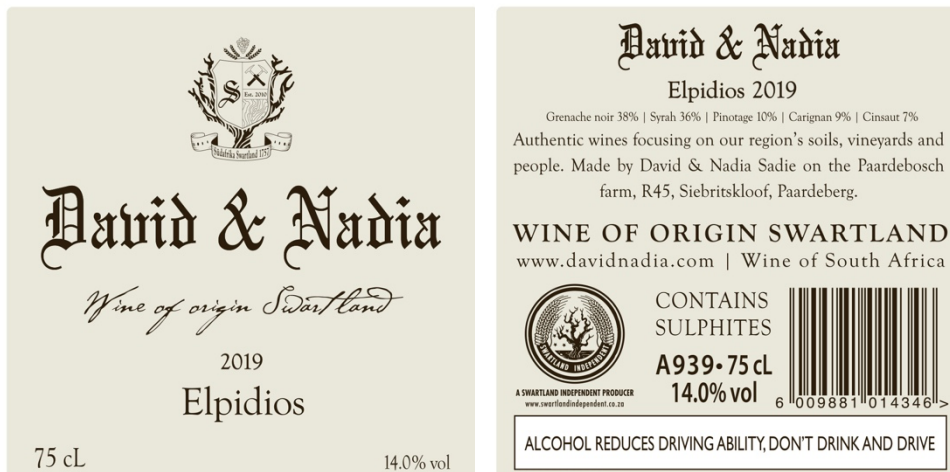 S
Est. 2010
Südafrika Swartland 1757
David & Nadia
Wine of origin Swartland
2019
Elpidios
75 cL
14.0% vol
David & Nadia
Elpidios 2019
Grenache noir 38% | Syrah 36% | Pinotage 10% | Carignan 9% | Cinsaut 7%
Authentic wines focusing on our region's soils, vineyards and
people. Made by David & Nadia Sadie on the Paardebosch
farm, R45, Siebritskloof, Paardeberg.
WINE OF ORIGIN SWARTLAND
www.davidnadia.com | Wine of South Africa
SWARTLAND INDEPENDENT
A SWARTLAND INDEPENDENT PRODUCER
www.swartlandindependent.co.za
CONTAINS
SULPHITES
A939• 75 cL
14.0% vol
6 009881 014346 >
ALCOHOL REDUCES DRIVING ABILITY, DON'T DRINK AND DRIVE